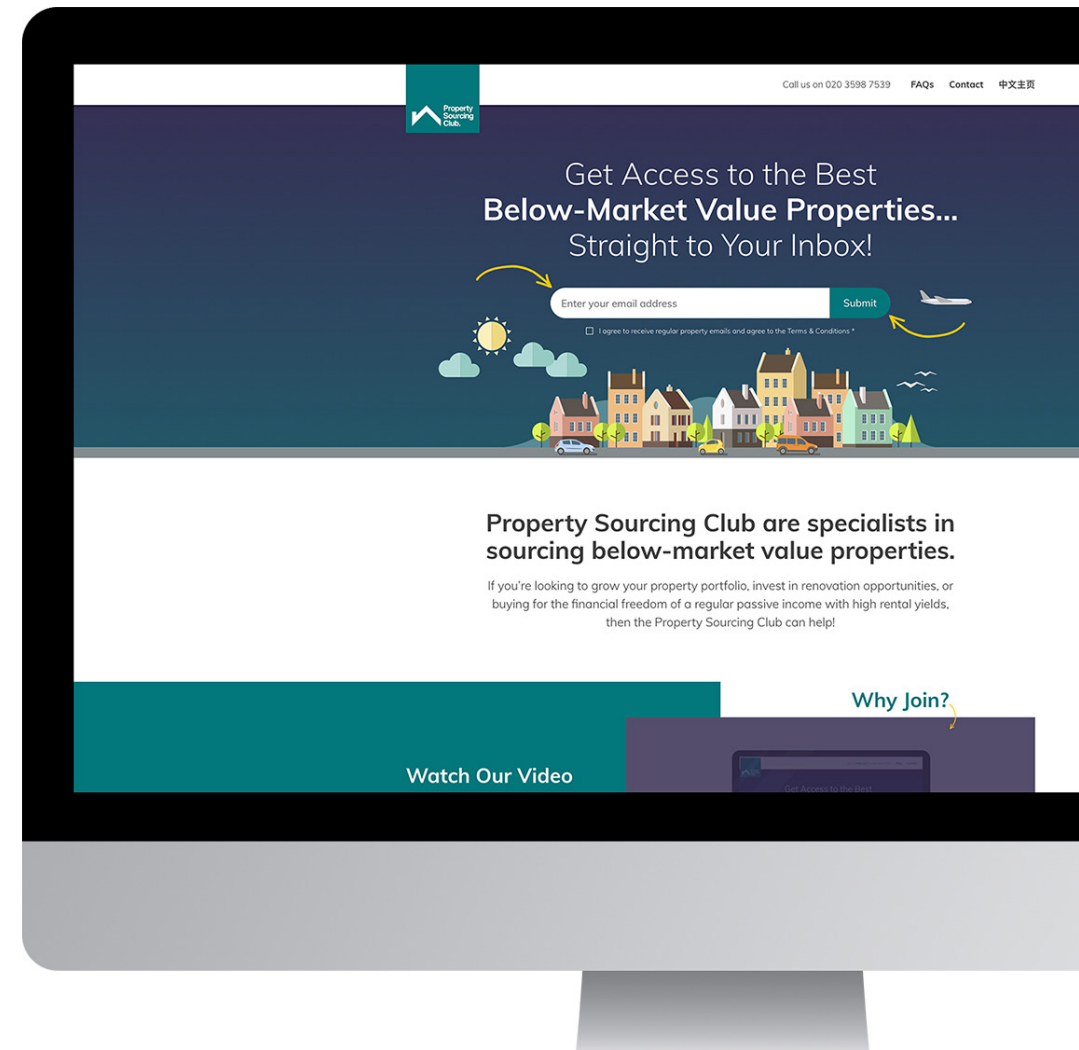 Property
Sourcing
Club.
Call us on 020 3598 7539 FAQs Contact 中文主页
Get Access to the Best
Below-Market Value Properties...
Straight to Your Inbox!
Enter your email address Submit
I agree to receive regular property emails and agree to the Terms & Conditions *
Property Sourcing Club are specialists in
sourcing below-market value properties.
If you're looking to grow your property portfolio, invest in renovation opportunities, or
buying for the financial freedom of a regular passive income with high rental yields,
then the Property Sourcing Club can help!
Why Join?
Watch Our Video
Get Access to the Best